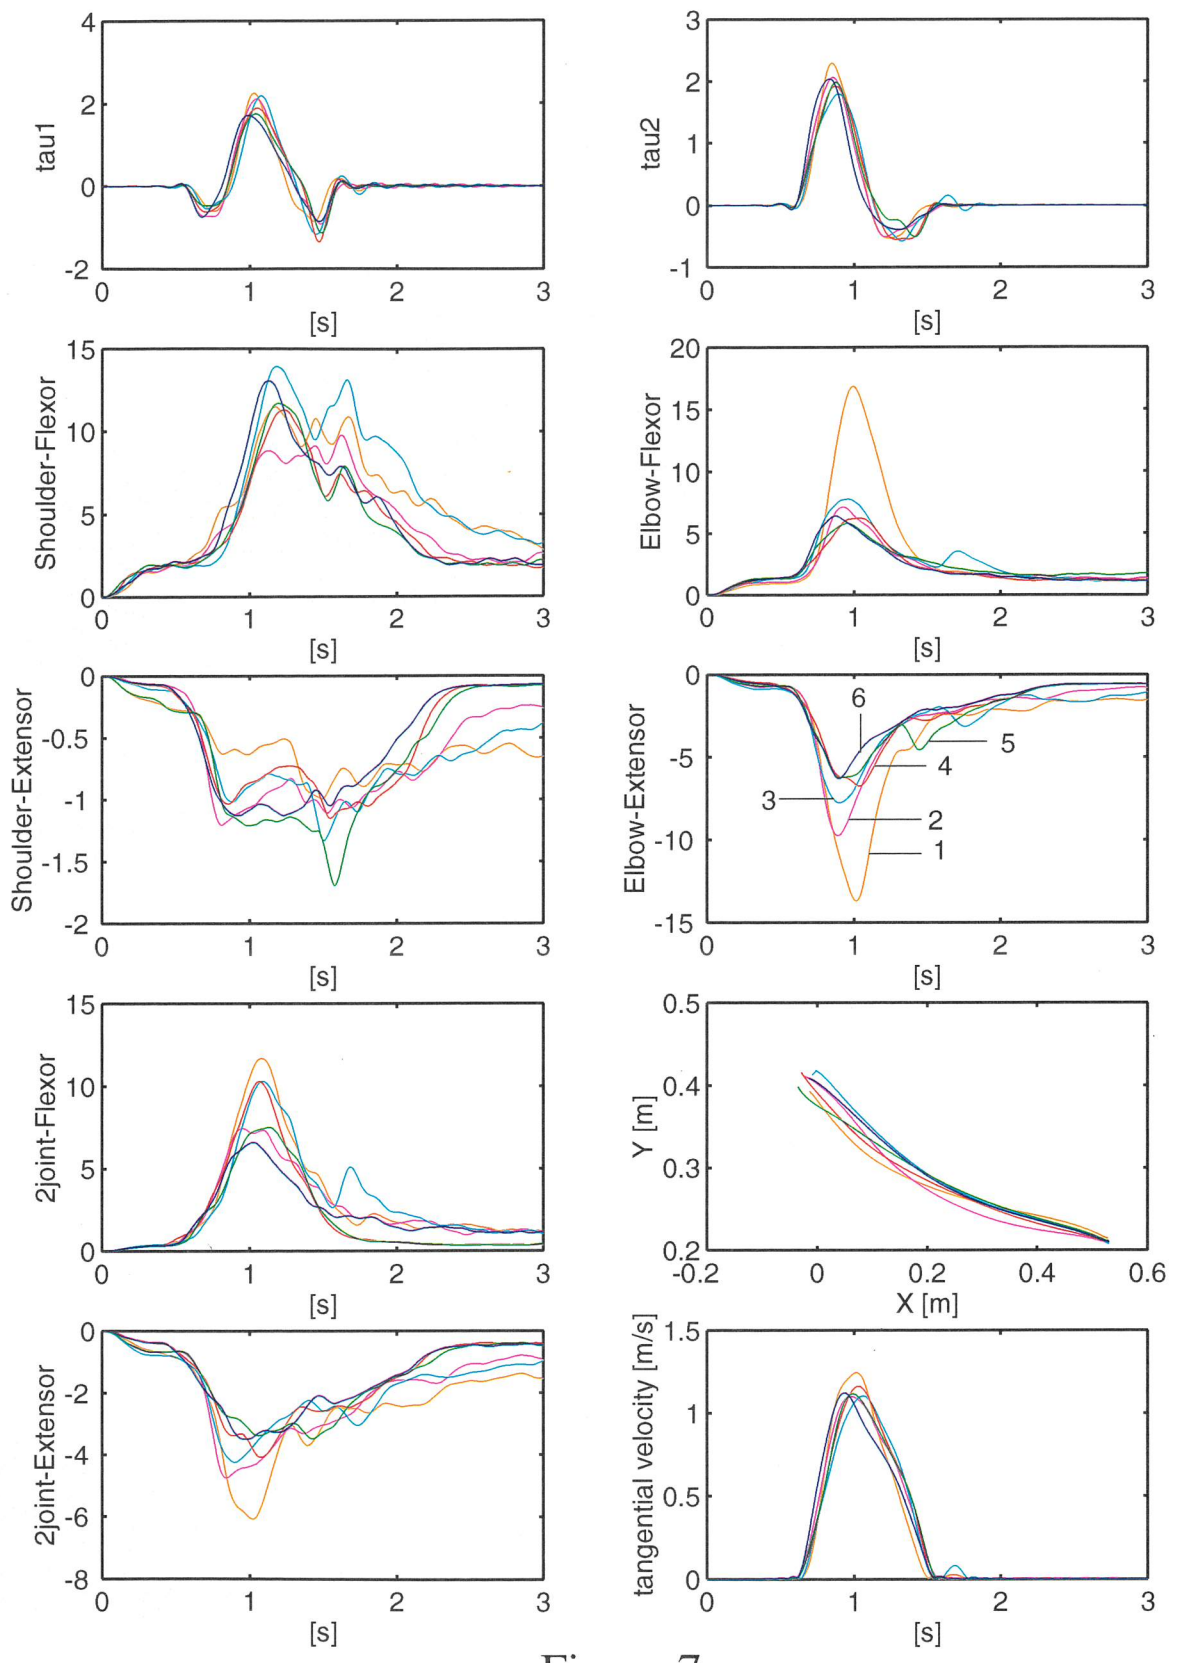 tau1
4
2
0
-2
0 1 2 3
[s]
tau2
3
2
1
0
-1
0 1 2 3
[s]
Shoulder-Flexor
15
10
5
0
0 1 2 3
[s]
Elbow-Flexor
20
15
10
5
0
0 1 2 3
[s]
Shoulder-Extensor
0
-0.5
-1
-1.5
-2
0 1 2 3
[s]
Elbow-Extensor
0
-5
-10
-15
6
5
4
3
2
1
0 1 2 3
[s]
2joint-Flexor
15
10
5
0
0 1 2 3
[s]
Y [m]
0.5
0.4
0.3
0.2
-0.2 0 0.2 0.4 0.6
X [m]
2joint-Extensor
0
-2
-4
-6
-8
0 1 2 3
[s]
tangential velocity [m/s]
1.5
1
0.5
0
0 1 2 3
[s]